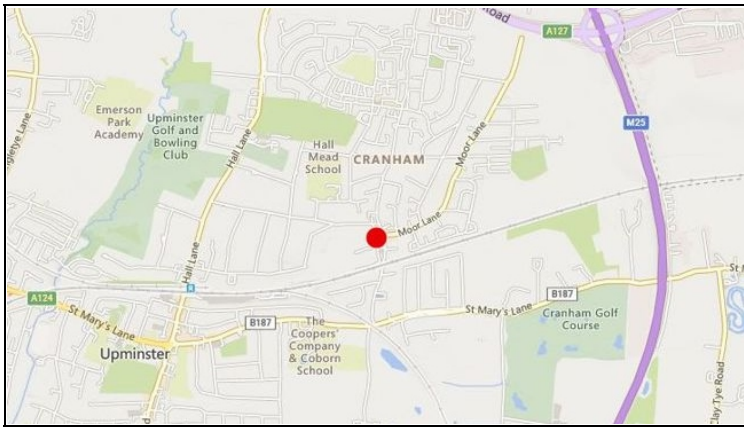 Road
A127
Emerson
Park
Academy
Upminster
Golf and
Bowling
Club
Hall Lane
M25
Hall
Mead
School
CRANHAM
Moor Lane
Moor Lane
Hall Lane
A124
St Mary's Lane
B187
St Mary's Lane
B187
St M
Upminster
The
Coopers'
Company
& Coborn
School
Cranham Golf
Course
Clay Tye Road